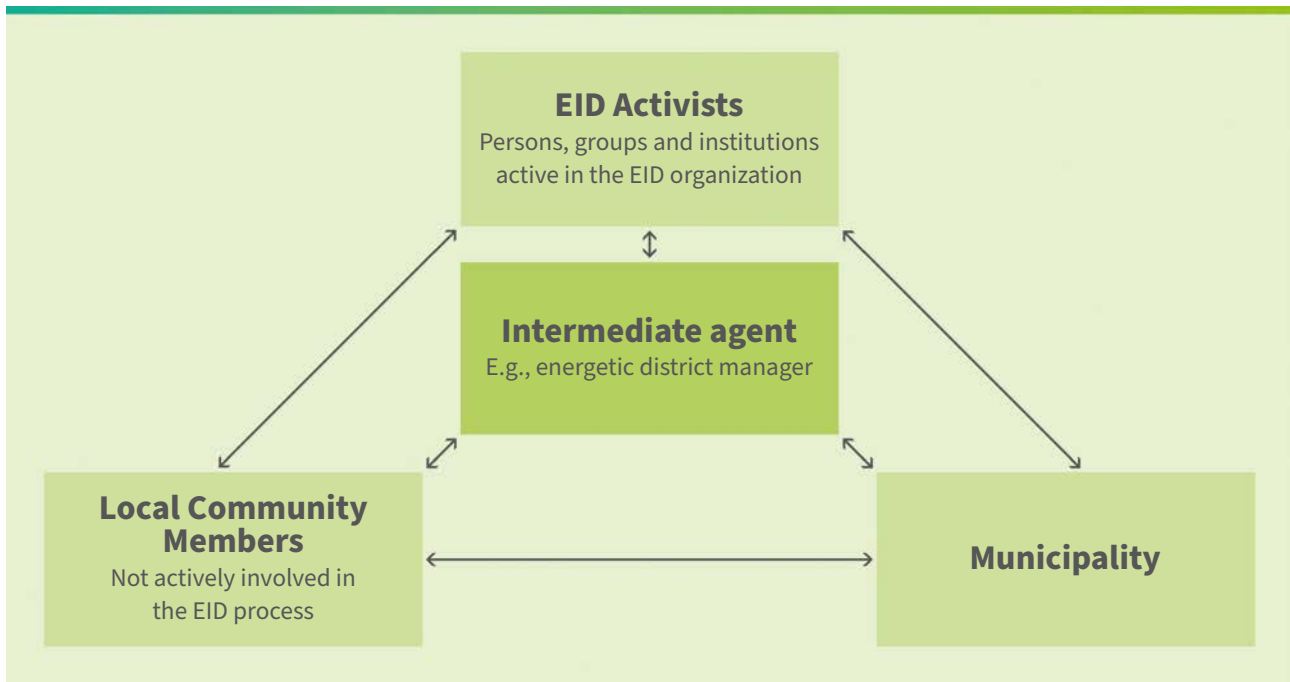 EID Activists
Persons, groups and institutions
active in the EID organization
Intermediate agent
E.g., energetic district manager
Local Community
Members
Not actively involved in
the EID process
Municipality